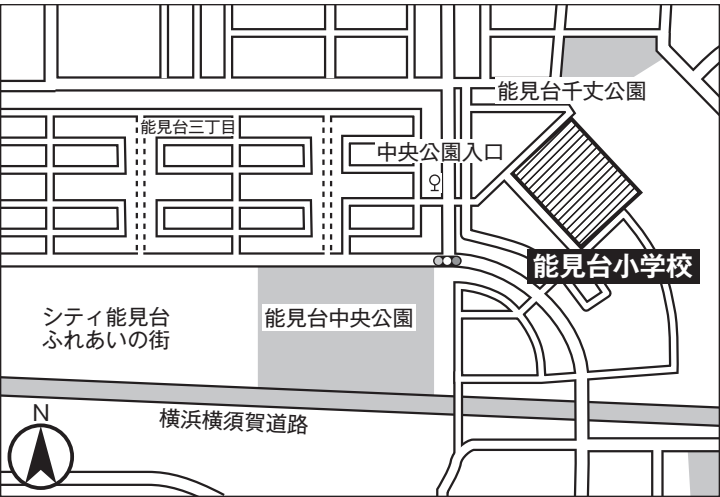 能見台千丈公園
能見台三丁目
中央公園入口
能見台小学校
シティ能見台
ふれあいの街
能見台中央公園
横浜横須賀道路
N